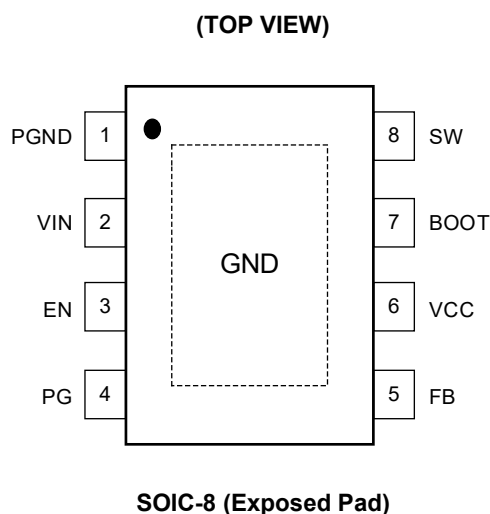 (TOP VIEW)
PGND 1 8 SW
VIN 2 7 BOOT
GND
EN 3 6 VCC
PG 4 5 FB
SOIC-8 (Exposed Pad)